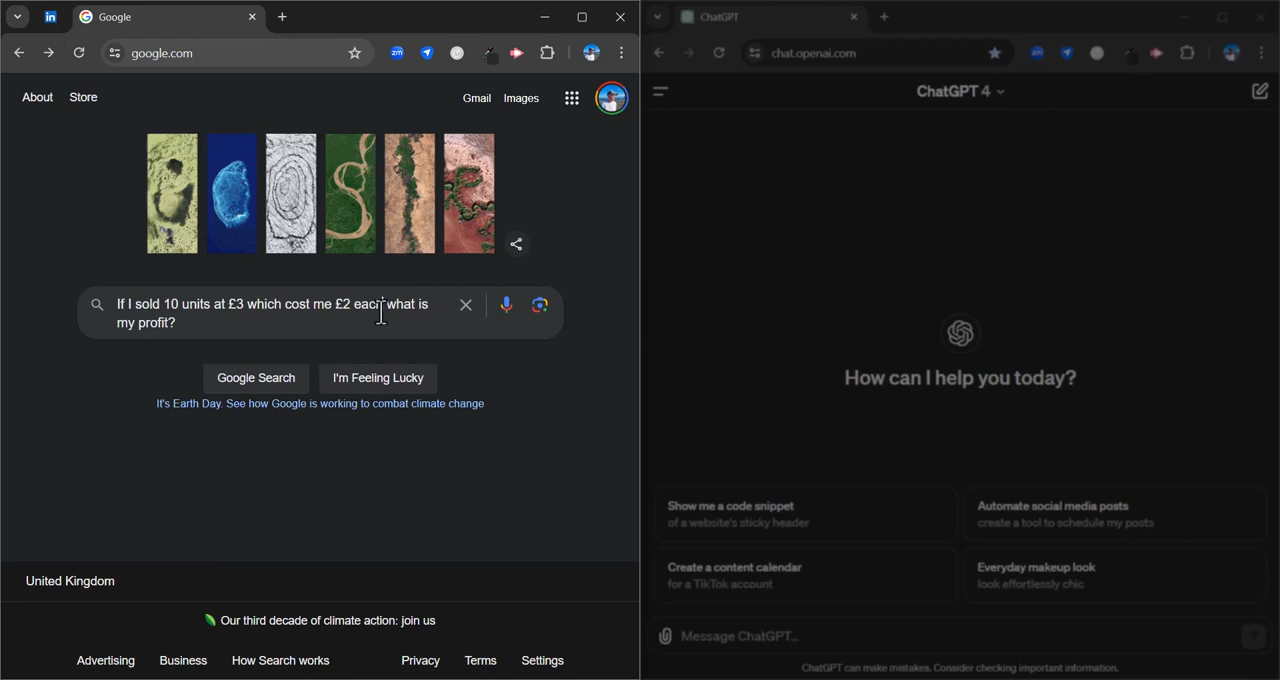 Google
google.com
About
Store
Gmail
Images
If I sold 10 units at £3 which cost me £2 each what is
my profit?
Google Search
I'm Feeling Lucky
It's Earth Day. See how Google is working to combat climate change
United Kingdom
Our third decade of climate action: join us
Advertising
Business
How Search works
Privacy
Terms
Settings
ChatGPT
chat.openai.com
ChatGPT 4
How can I help you today?
Show me a code snippet
of a website's sticky header
Automate social media posts
create a tool to schedule my posts
Create a content calendar
for a TikTok account
Everyday makeup look
look effortlessly chic
Message ChatGPT...
ChatGPT can make mistakes. Consider checking important information.